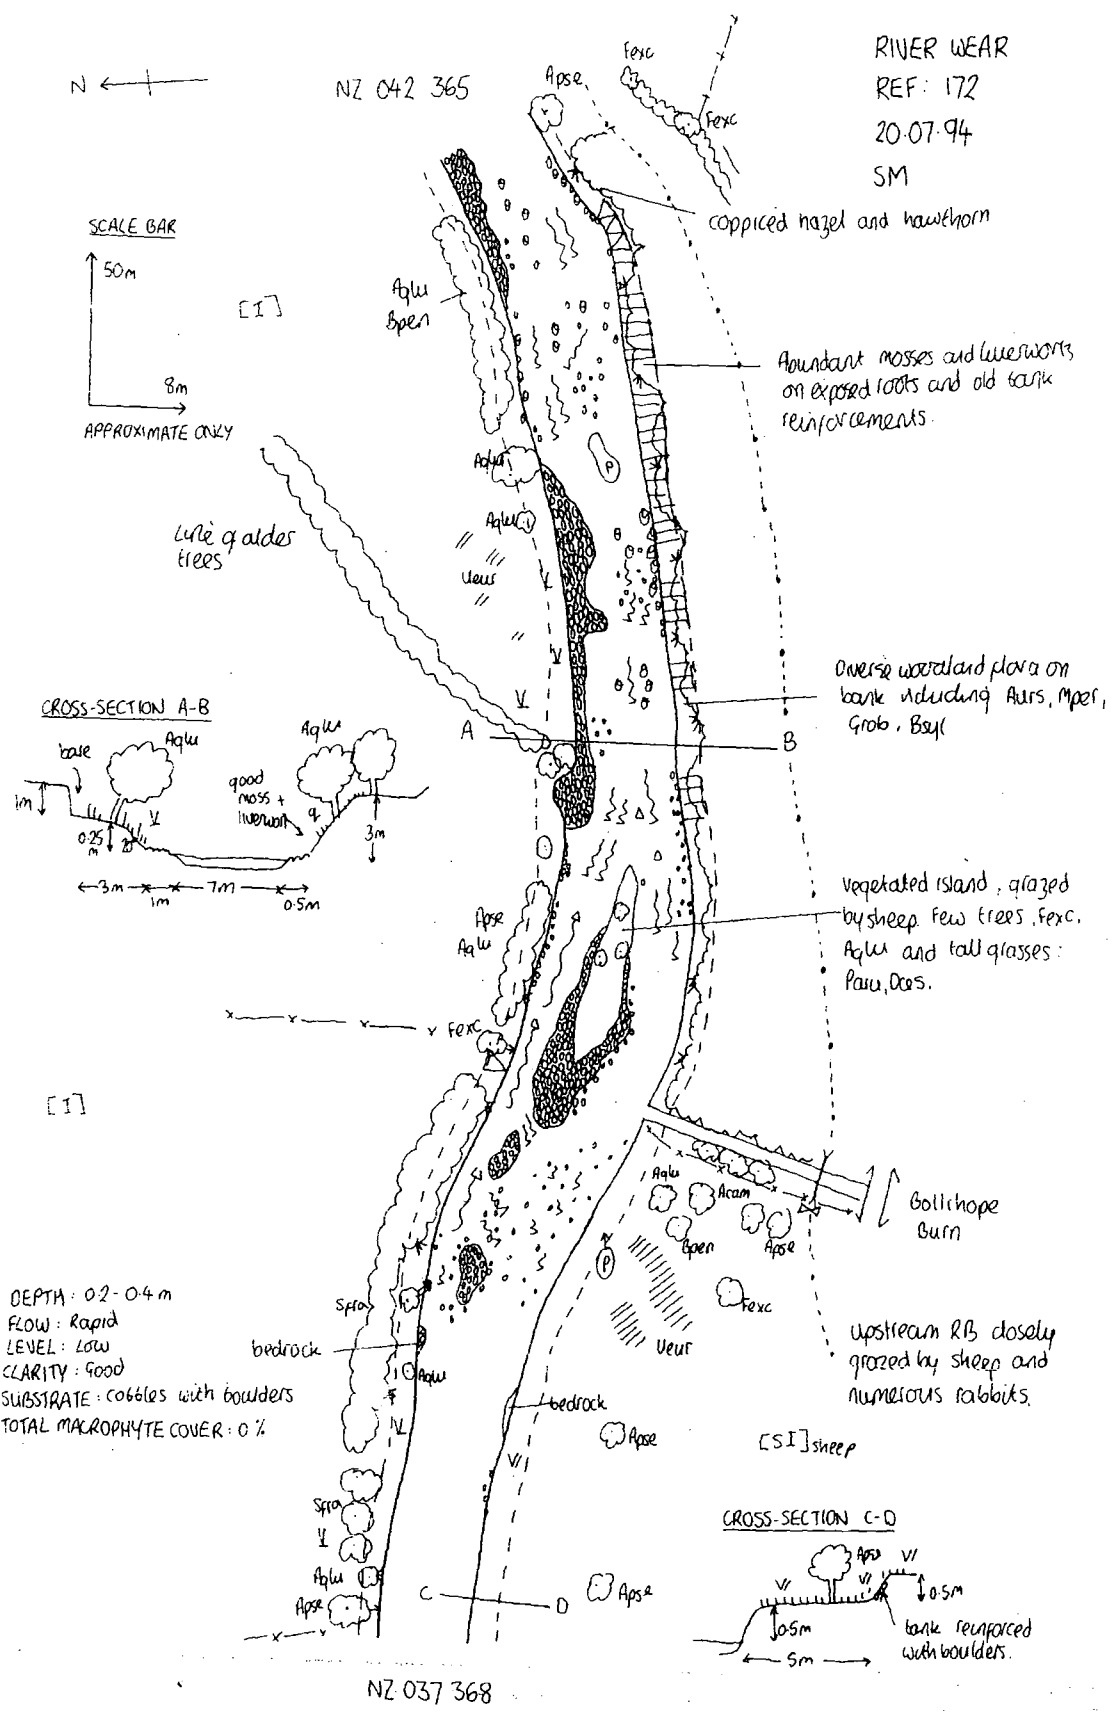 RIVER WEAR
REF: 172
20.07.94
SM
N
NZ 042 365
Apse
Fexc
Fexc
coppiced hazel and hawthorn
SCALE BAR
50m
8m
APPROXIMATE ONLY
[I]
Aglu
Bpen
Abundant mosses and liverworts
on exposed roots and old bank
reinforcements.
Aglu
P
Aglu
Line of alder
trees
Ueur
Diverse woodland flora on
bank including Aurs, Mper,
Grob, Bsyl
A
B
CROSS-SECTION A-B
base
Aglu
Aglu
good
moss +
liverwort
1m
0.25
m
3m
3m
1m
7m
0.5m
Vegetated island, grazed
by sheep. Few trees, Fexc,
Aglu and tall grasses:
Paru, Dces.
Apse
Aglu
Fexc
[I]
Aglu
Acam
Bpen
Apse
Bollihope
Burn
P
Fexc
Ueur
DEPTH: 0.2-0.4 m
FLOW: Rapid
LEVEL: Low
CLARITY: Good
SUBSTRATE: Cobbles with boulders
TOTAL MACROPHYTE COVER: 0%
Sfra
bedrock
Aglu
bedrock
upstream RB closely
grazed by sheep and
numerous rabbits.
Apse
[SI] sheep
Sfra
Aglu
Apse
C
D
Apse
CROSS-SECTION C-D
Apse
0.5m
0.5m
5m
bank reinforced
with boulders.
NZ 037 368